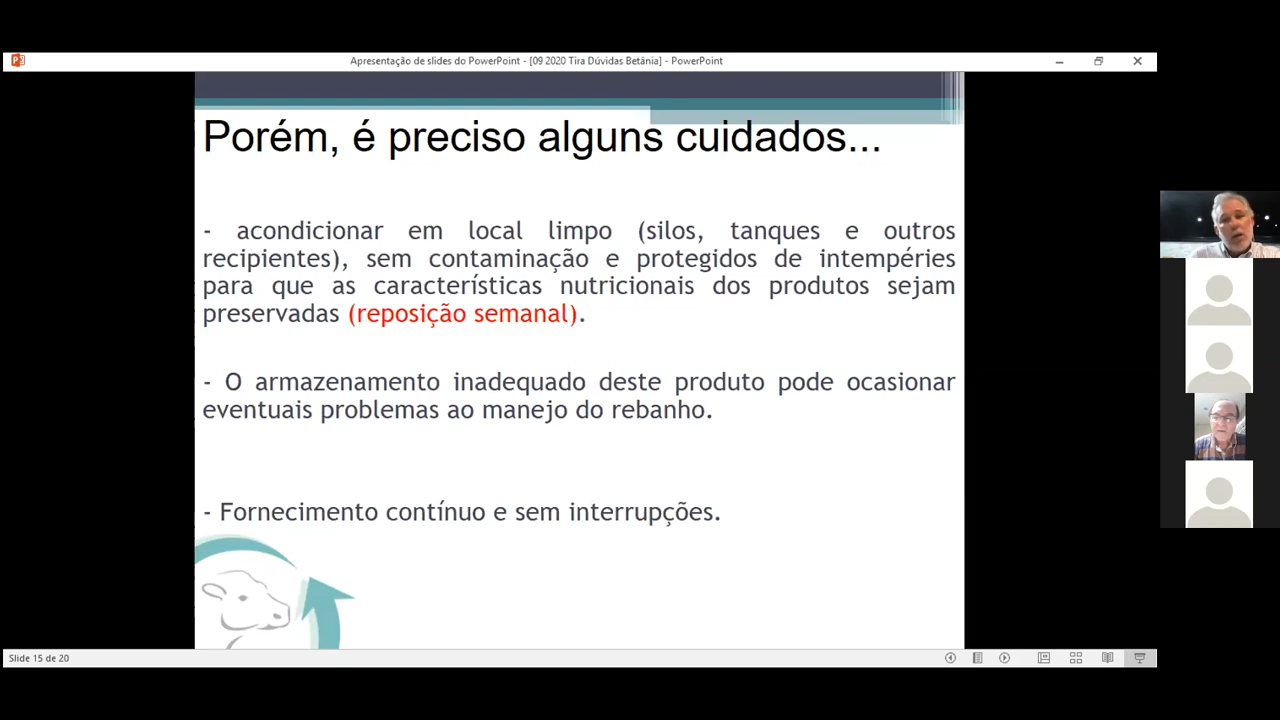 Apresentação de slides do PowerPoint - [09 2020 Tira Dúvidas Betânia] - PowerPoint
Porém, é preciso alguns cuidados...
- acondicionar em local limpo (silos, tanques e outros
recipientes), sem contaminação e protegidos de intempéries
para que as características nutricionais dos produtos sejam
preservadas (reposição semanal).
- O armazenamento inadequado deste produto pode ocasionar
eventuais problemas ao manejo do rebanho.
- Fornecimento contínuo e sem interrupções.
Slide 15 de 20